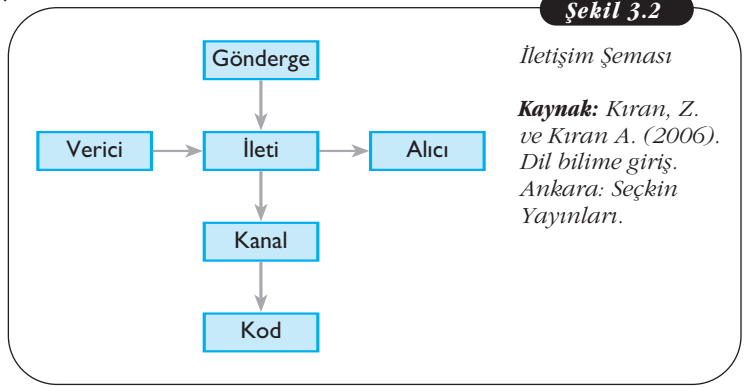 Şekil 3.2
Gönderge
Verici
İleti
Alıcı
Kanal
Kod
İletişim Şeması
Kaynak: Kıran, Z.
ve Kıran A. (2006).
Dil bilime giriş.
Ankara: Seçkin
Yayınları.